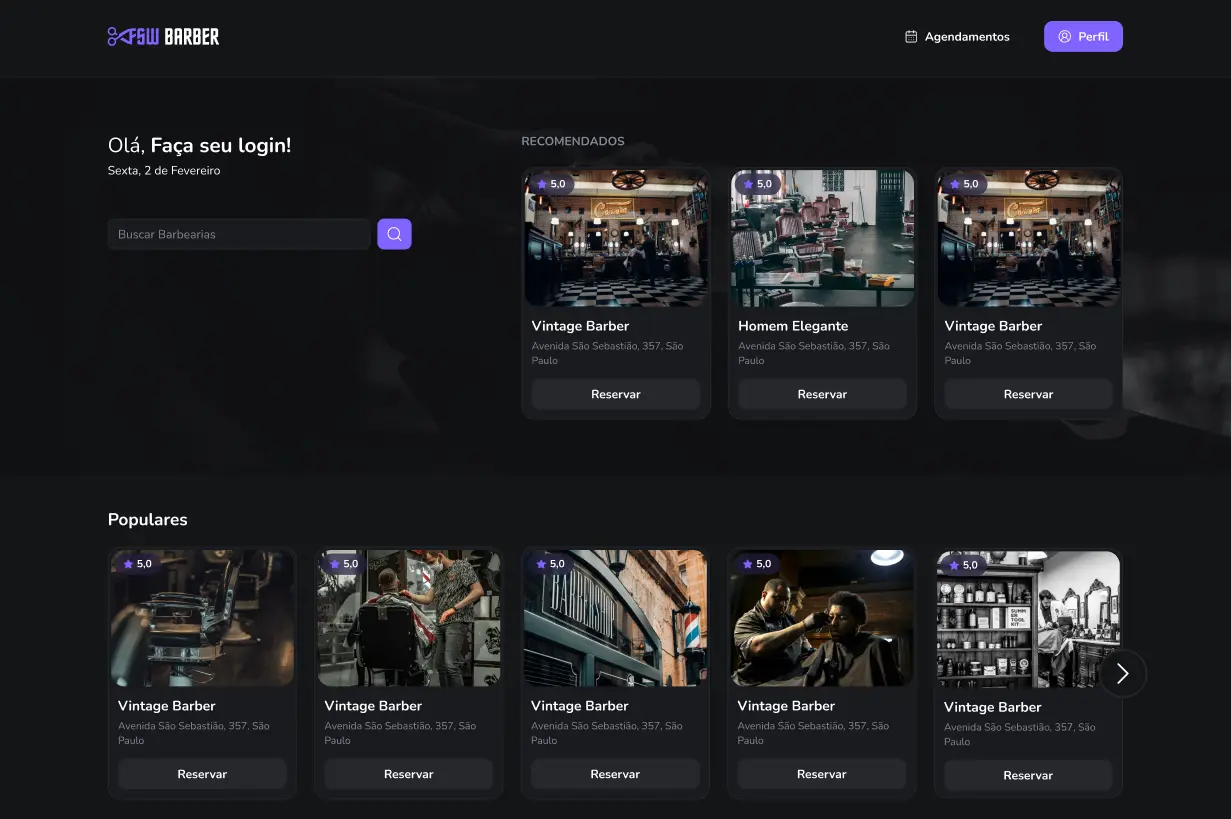 FSW BARBER
Agendamentos
Perfil
Olá, Faça seu login!
Sexta, 2 de Fevereiro
Buscar Barbearias
RECOMENDADOS
5,0
Vintage Barber
Avenida São Sebastião, 357, São
Paulo
Reservar
5,0
Homem Elegante
Avenida São Sebastião, 357, São
Paulo
Reservar
5,0
Vintage Barber
Avenida São Sebastião, 357, São
Paulo
Reservar
Populares
5,0
Vintage Barber
Avenida São Sebastião, 357, São
Paulo
Reservar
5,0
Vintage Barber
Avenida São Sebastião, 357, São
Paulo
Reservar
5,0
BARBERSHOP
Vintage Barber
Avenida São Sebastião, 357, São
Paulo
Reservar
5,0
Vintage Barber
Avenida São Sebastião, 357, São
Paulo
Reservar
5,0
SUMM
ER
TOOL
KIT
Vintage Barber
Avenida São Sebastião, 357, São
Paulo
Reservar